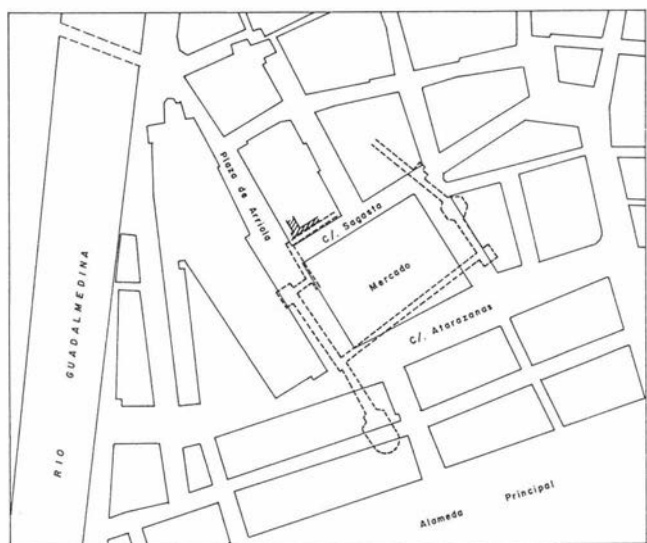 Plaza de Arriola
C/. Sagasta
Mercado
C/. Atarazanas
RIO GUADALMEDINA
Alameda Principal